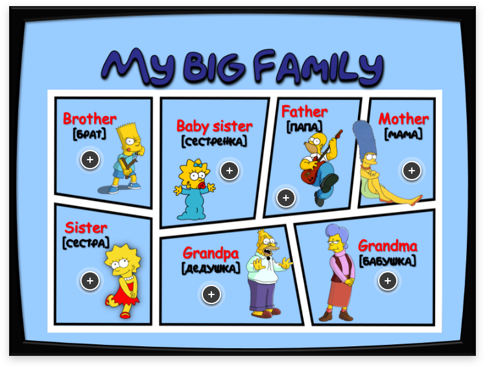 My Big Family
Brother
[БРАТ]
Baby sister
[СЕСТРЕНКА]
Father
[ПАПА]
Mother
[МАМА]
Sister
[СЕСТРА]
Grandpa
[ДЕДУШКА]
Grandma
[БАБУШКА]